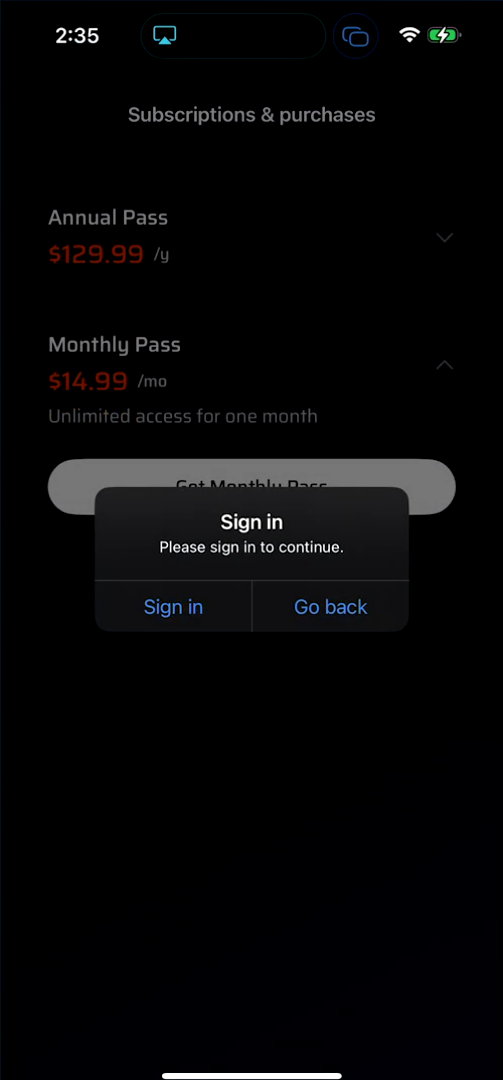 2:35
Subscriptions & purchases
Annual Pass
$129.99 /y
Monthly Pass
$14.99 /mo
Unlimited access for one month
Get Monthly Pass
Sign in
Please sign in to continue.
Sign in
Go back